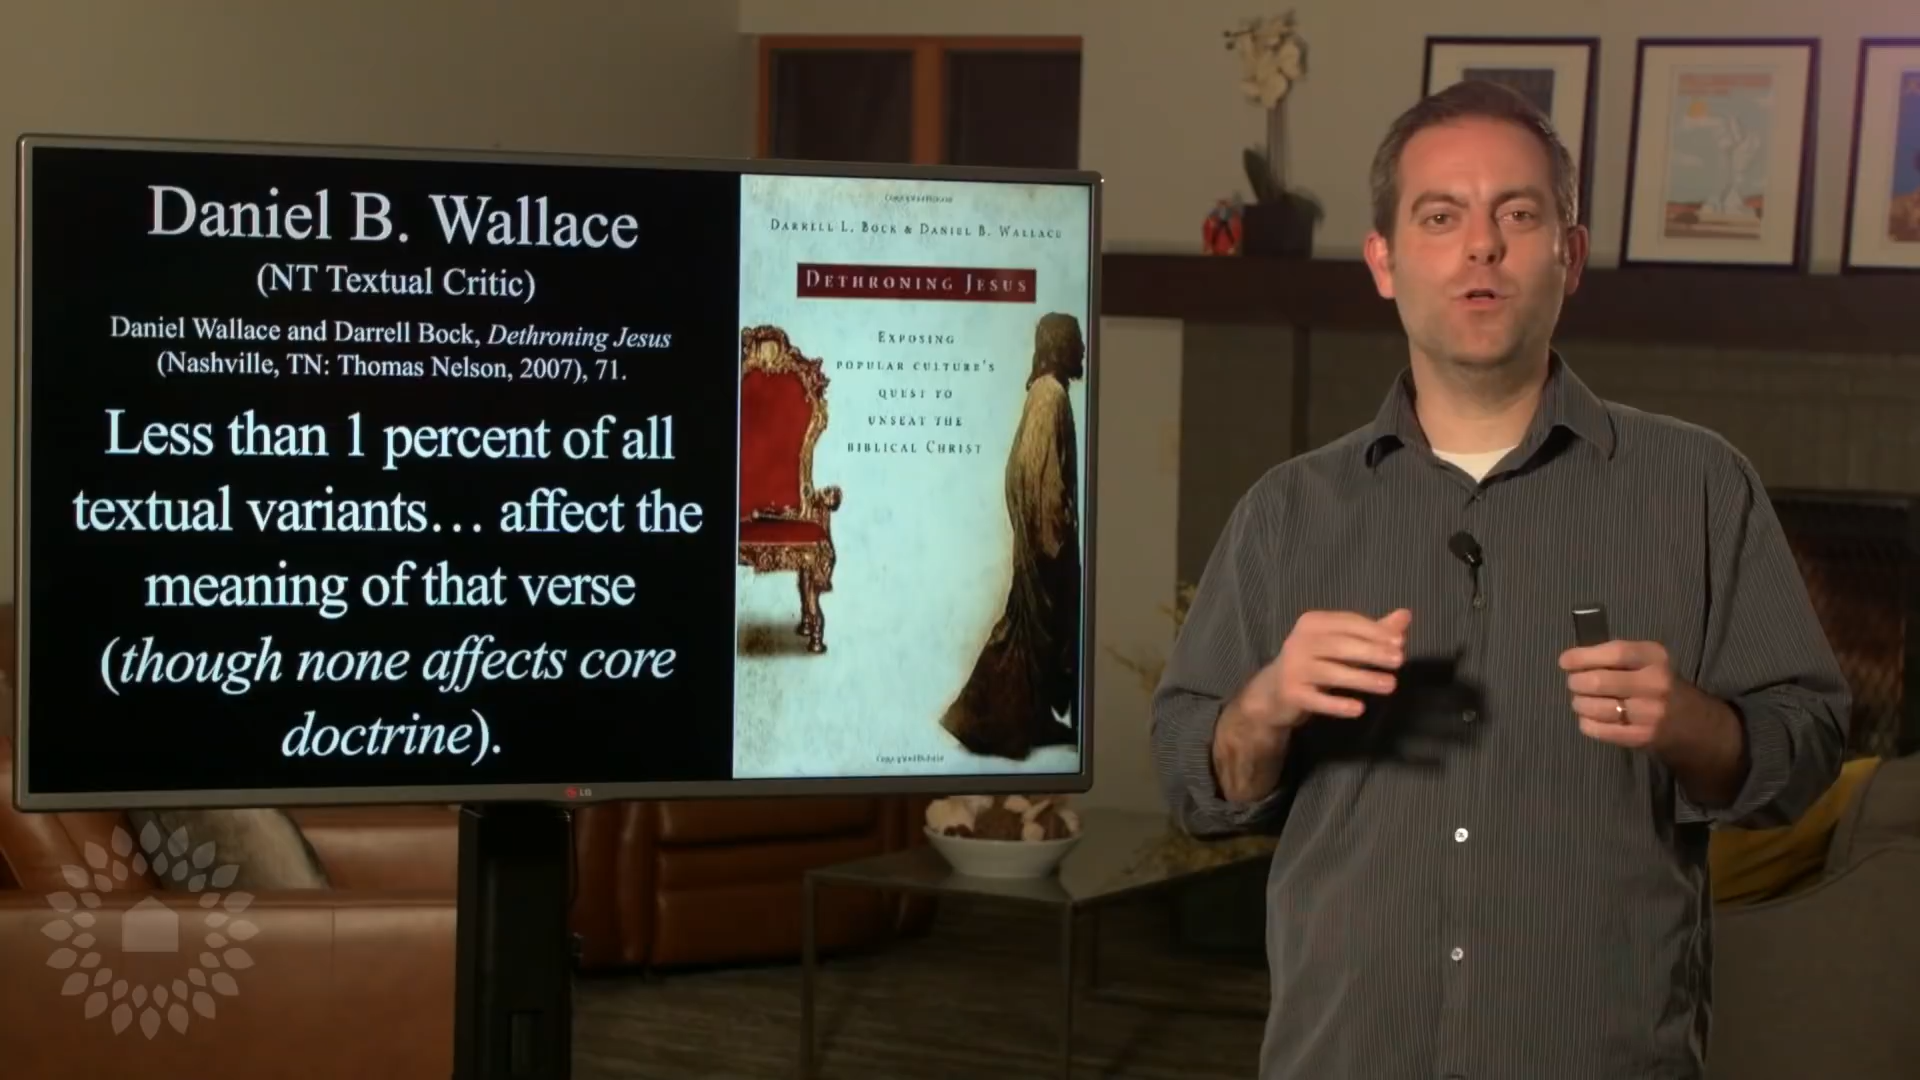 Daniel B. Wallace
(NT Textual Critic)
Daniel Wallace and Darrell Bock, Dethroning Jesus
(Nashville, TN: Thomas Nelson, 2007), 71.
Less than 1 percent of all
textual variants… affect the
meaning of that verse
(though none affects core
doctrine).
Darrell L. Bock & Daniel B. Wallace
Dethroning Jesus
Exposing
popular culture's
quest to
unseat the
Biblical Christ
LG